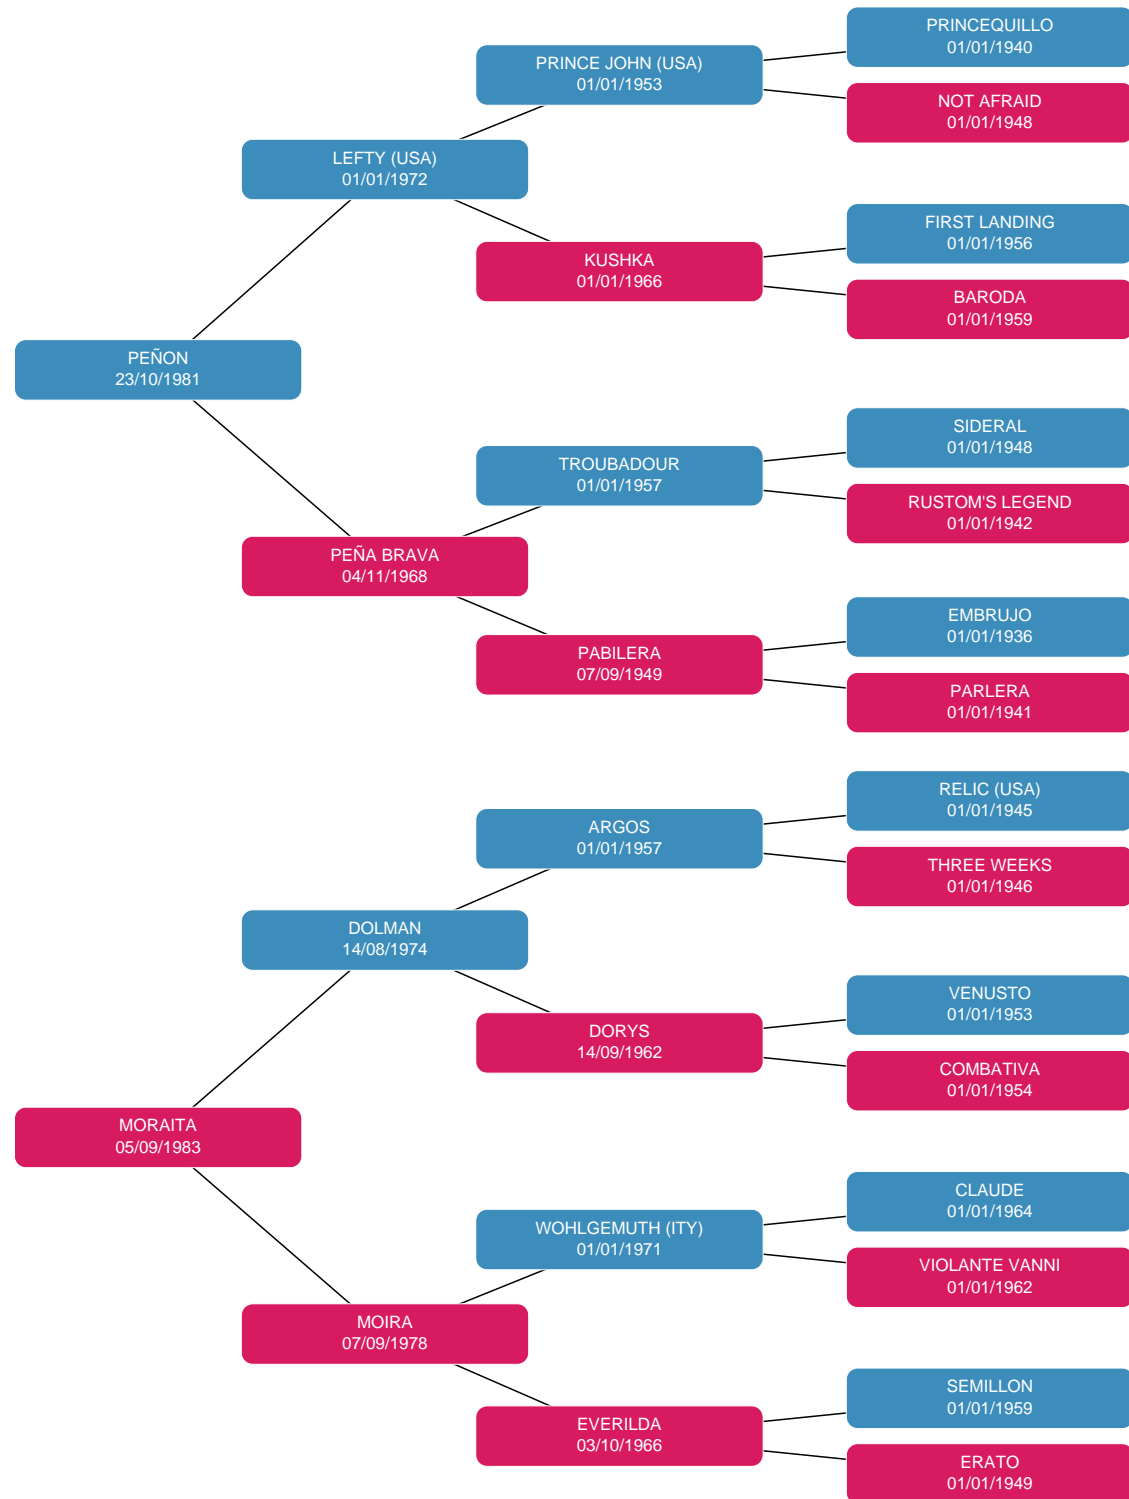 PRINCEQUILLO
01/01/1940
PRINCE JOHN (USA)
01/01/1953
NOT AFRAID
01/01/1948
LEFTY (USA)
01/01/1972
FIRST LANDING
01/01/1956
KUSHKA
01/01/1966
BARODA
01/01/1959
PEÑON
23/10/1981
SIDERAL
01/01/1948
TROUBADOUR
01/01/1957
RUSTOM'S LEGEND
01/01/1942
PEÑA BRAVA
04/11/1968
EMBRUJO
01/01/1936
PABILERA
07/09/1949
PARLERA
01/01/1941
RELIC (USA)
01/01/1945
ARGOS
01/01/1957
THREE WEEKS
01/01/1946
DOLMAN
14/08/1974
VENUSTO
01/01/1953
DORYS
14/09/1962
COMBATIVA
01/01/1954
MORAITA
05/09/1983
CLAUDE
01/01/1964
WOHLGEMUTH (ITY)
01/01/1971
VIOLANTE VANNI
01/01/1962
MOIRA
07/09/1978
SEMILLON
01/01/1959
EVERILDA
03/10/1966
ERATO
01/01/1949